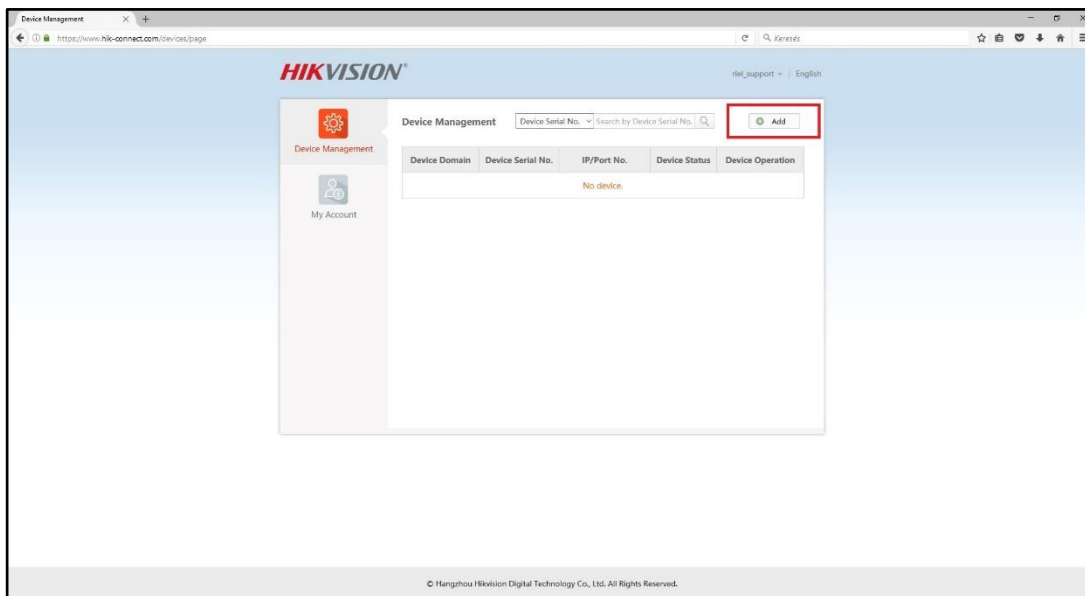 Device Management
https://www.hik-connect.com/devices/page
Keresés
HIKVISION®
rlel_support | English
Device Management
Device Serial No. Search by Device Serial No.
Add
Device Management
Device Domain Device Serial No. IP/Port No. Device Status Device Operation
No device.
My Account
© Hangzhou Hikvision Digital Technology Co., Ltd. All Rights Reserved.